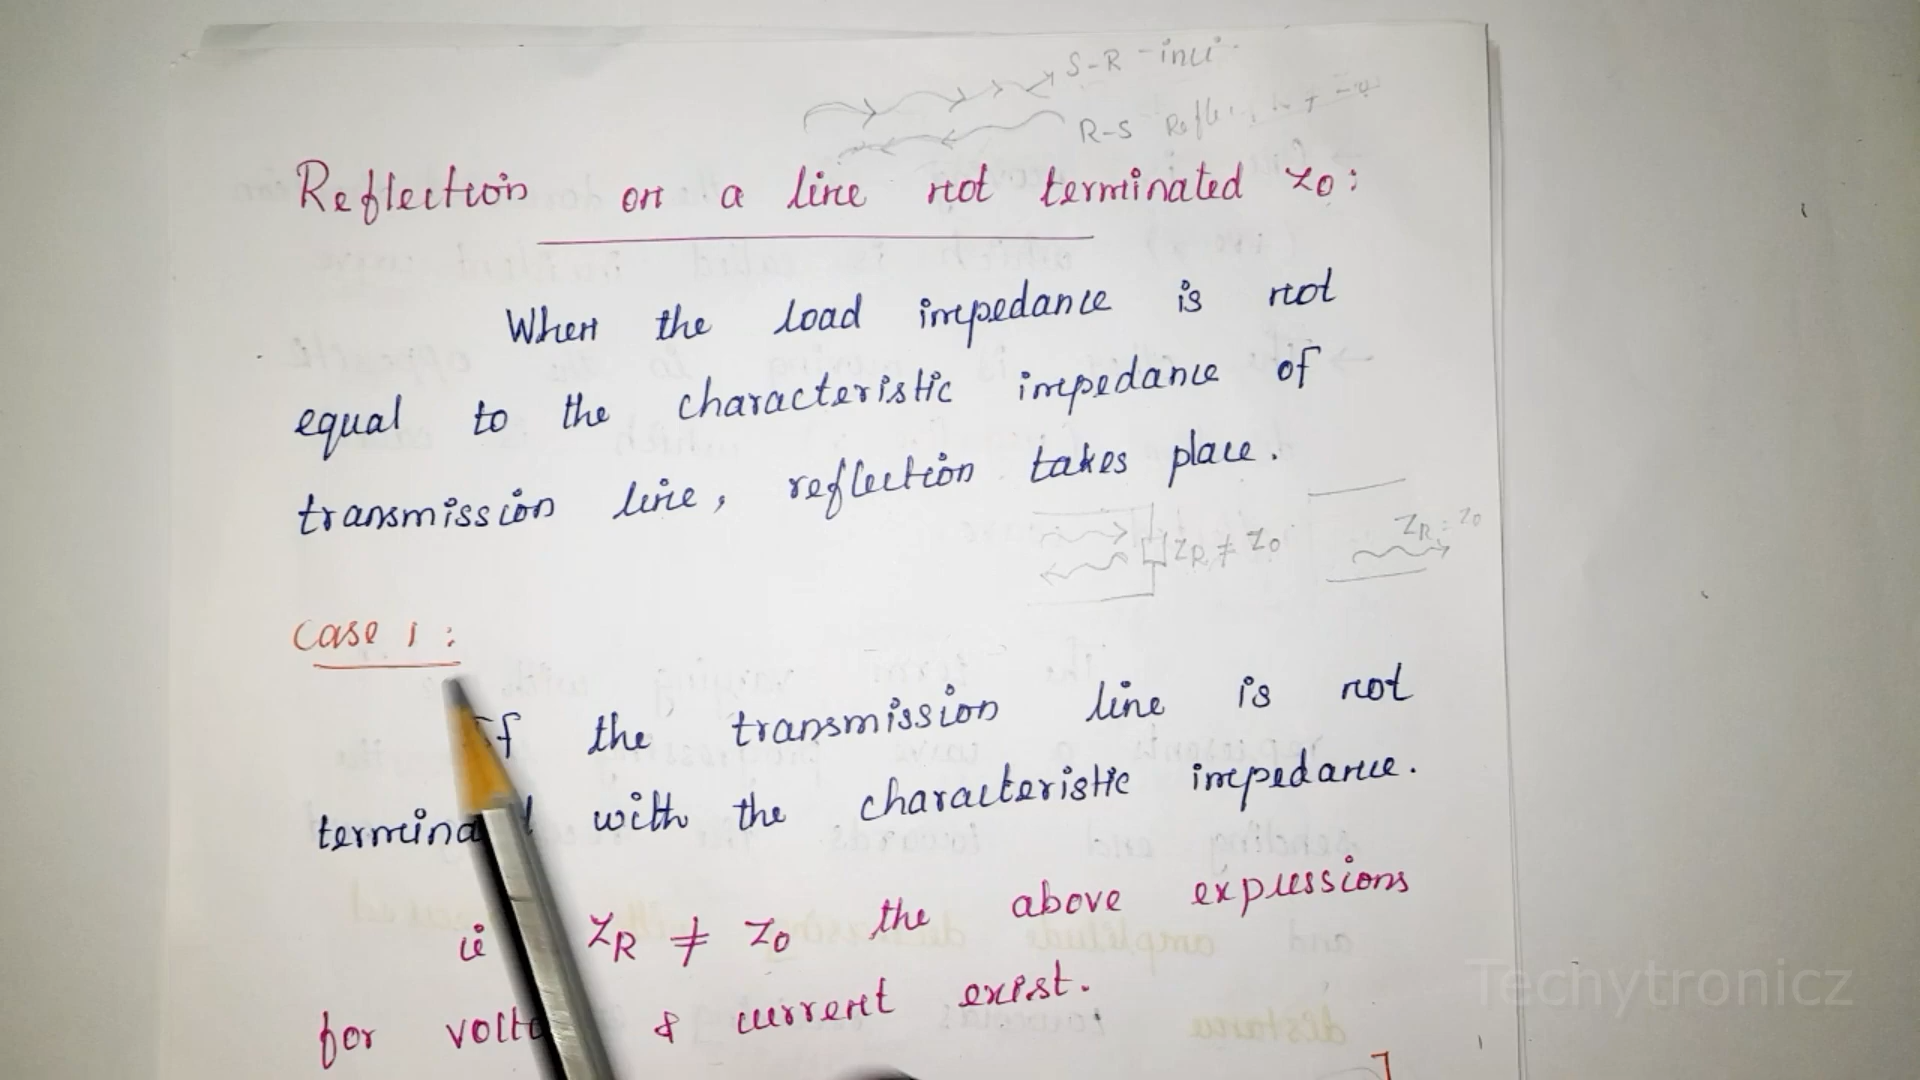 S-R - inci
R-S Refle
Reflection on a line not terminated Z0:
When the load impedance is not
equal to the characteristic impedance of
transmission line, reflection takes place.
ZR ≠ Z0
ZR = Z0
Case 1:
If the transmission line is not
with the characteristic impedance.
ie ZR ≠ Z0 the above expressions
for & current exist.
Techytronicz